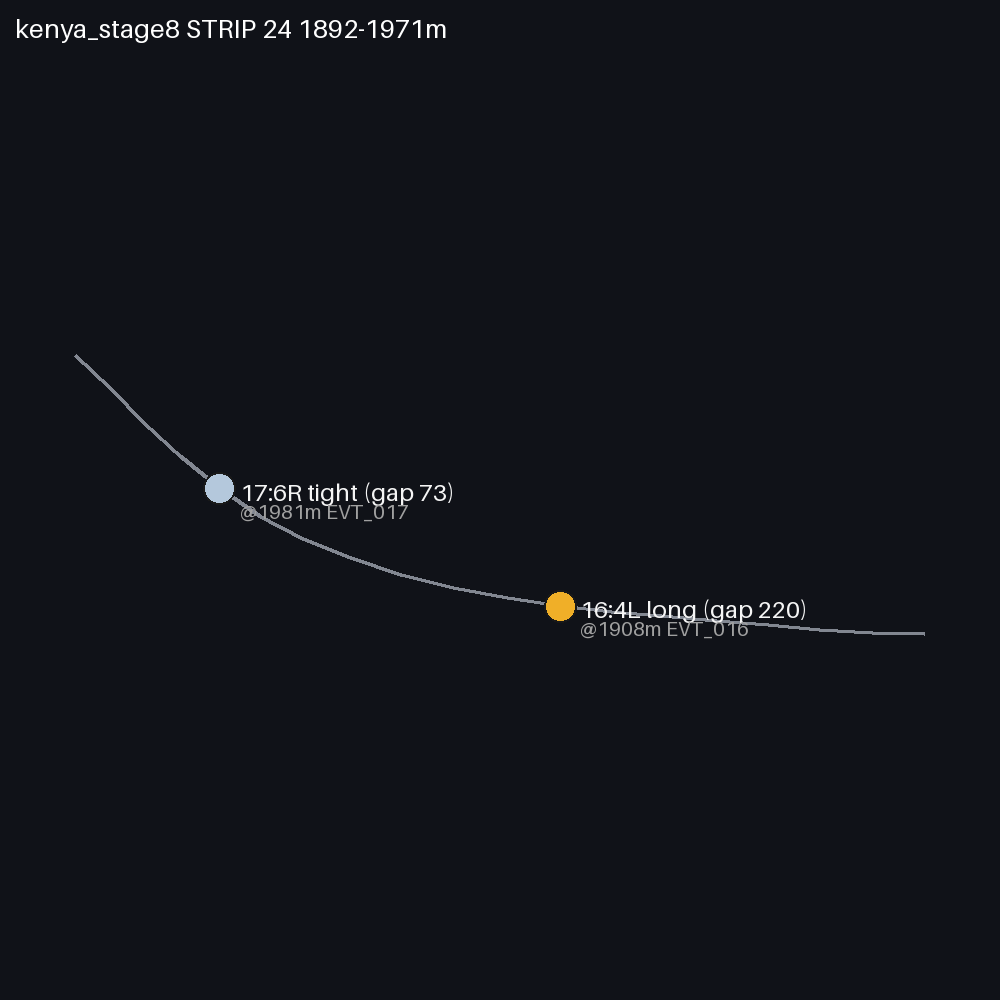 kenya_stage8 STRIP 24 1892-1971m
17:6R tight (gap 73)
@1981m EVT_017
16:4L long (gap 220)
@1908m EVT_016